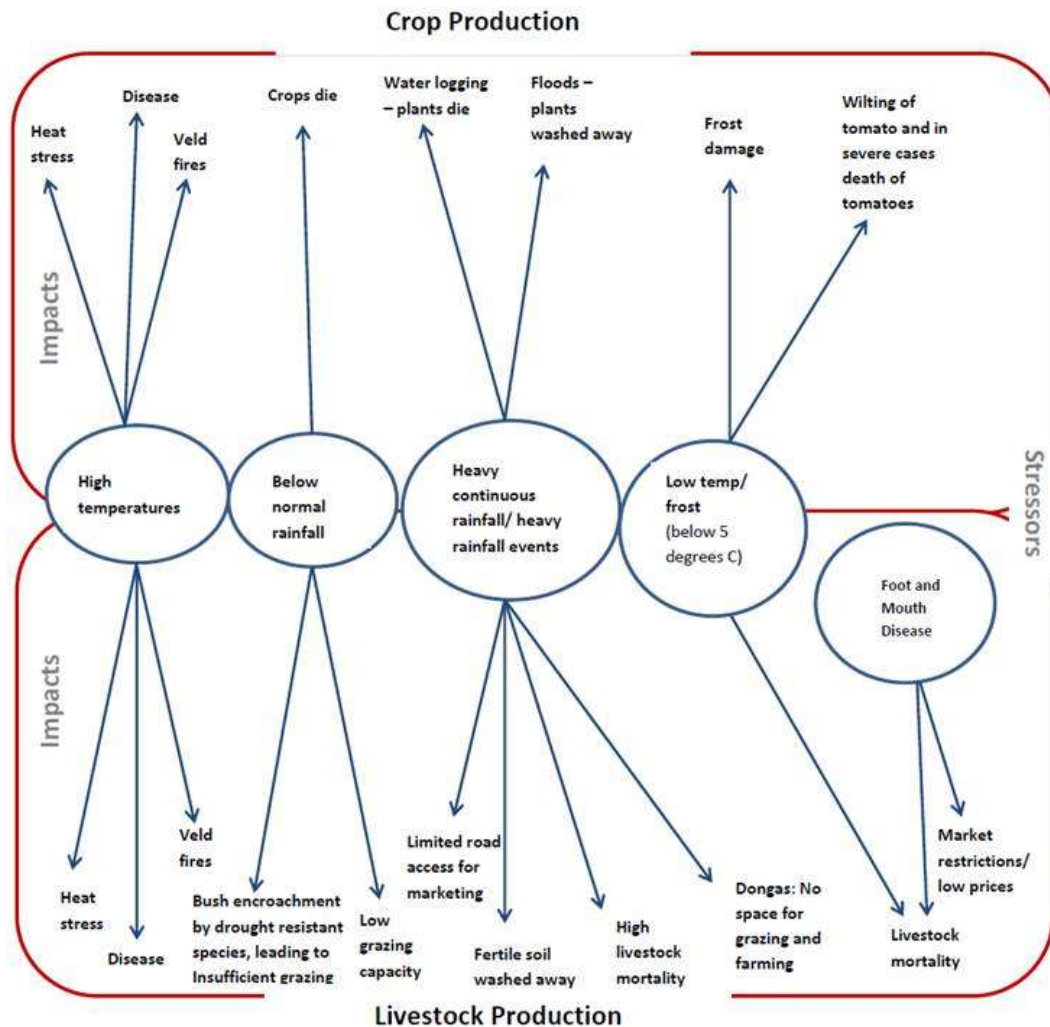 Crop Production
Disease
Crops die
Water logging
– plants die
Floods –
plants
washed away
Wilting of
tomato and in
severe cases
death of
tomatoes
Heat
stress
Veld
fires
Frost
damage
Impacts
High
temperatures
Below
normal
rainfall
Heavy
continuous
rainfall/ heavy
rainfall events
Low temp/
frost
(below 5
degrees C)
Stressors
Foot and
Mouth
Disease
Impacts
Heat
stress
Disease
Veld
fires
Bush encroachment
by drought resistant
species, leading to
Insufficient grazing
Low
grazing
capacity
Limited road
access for
marketing
Fertile soil
washed away
High
livestock
mortality
Dongas: No
space for
grazing and
farming
Livestock
mortality
Market
restrictions/
low prices
Livestock Production